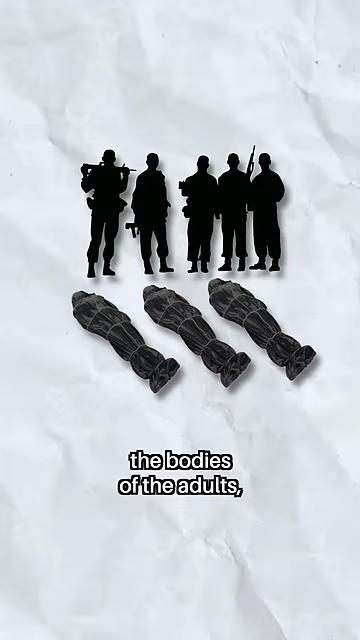 the bodies
of the adults,